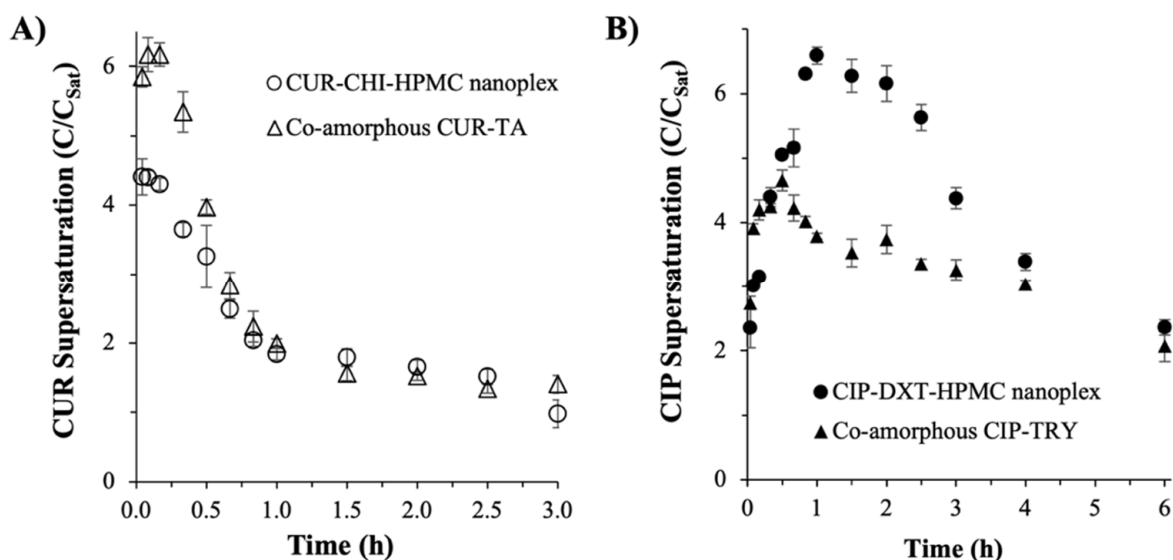 A)
CUR Supersaturation (C/C_Sat)
6
4
2
0
CUR-CHI-HPMC nanoplex
Co-amorphous CUR-TA
0.0 0.5 1.0 1.5 2.0 2.5 3.0
Time (h)
B)
CIP Supersaturation (C/C_Sat)
6
4
2
0
CIP-DXT-HPMC nanoplex
Co-amorphous CIP-TRY
0 1 2 3 4 5 6
Time (h)